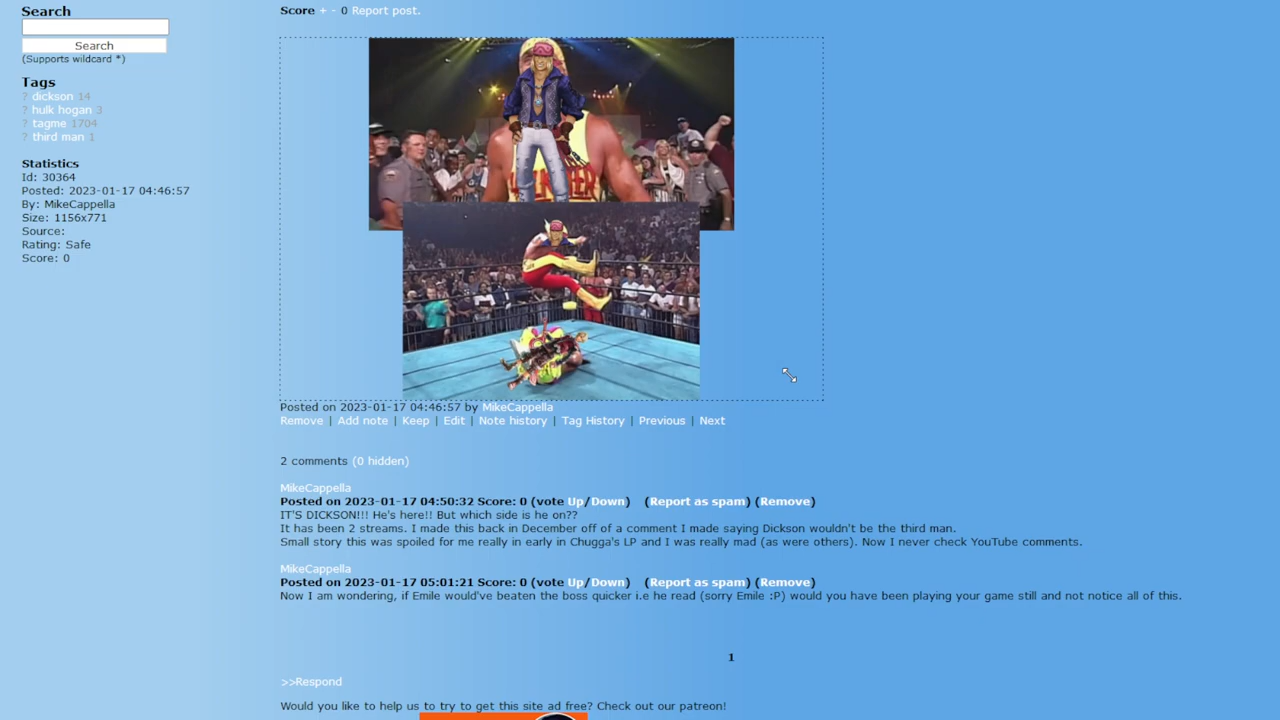 Search
Search
(Supports wildcard *)
Tags
? dickson 14
? hulk hogan 3
? tagme 1704
? third man 1
Statistics
Id: 30364
Posted: 2023-01-17 04:46:57
By: MikeCappella
Size: 1156x771
Source:
Rating: Safe
Score: 0
Score + - 0 Report post.
Posted on 2023-01-17 04:46:57 by MikeCappella
Remove | Add note | Keep | Edit | Note history | Tag History | Previous | Next
2 comments (0 hidden)
MikeCappella
Posted on 2023-01-17 04:50:32 Score: 0 (vote Up/Down) (Report as spam) (Remove)
IT'S DICKSON!!! He's here!! But which side is he on??
It has been 2 streams. I made this back in December off of a comment I made saying Dickson wouldn't be the third man.
Small story this was spoiled for me really in early in Chugga's LP and I was really mad (as were others). Now I never check YouTube comments.
MikeCappella
Posted on 2023-01-17 05:01:21 Score: 0 (vote Up/Down) (Report as spam) (Remove)
Now I am wondering, if Emile would've beaten the boss quicker i.e he read (sorry Emile :P) would you have been playing your game still and not notice all of this.
1
>>Respond
Would you like to help us to try to get this site ad free? Check out our patreon!